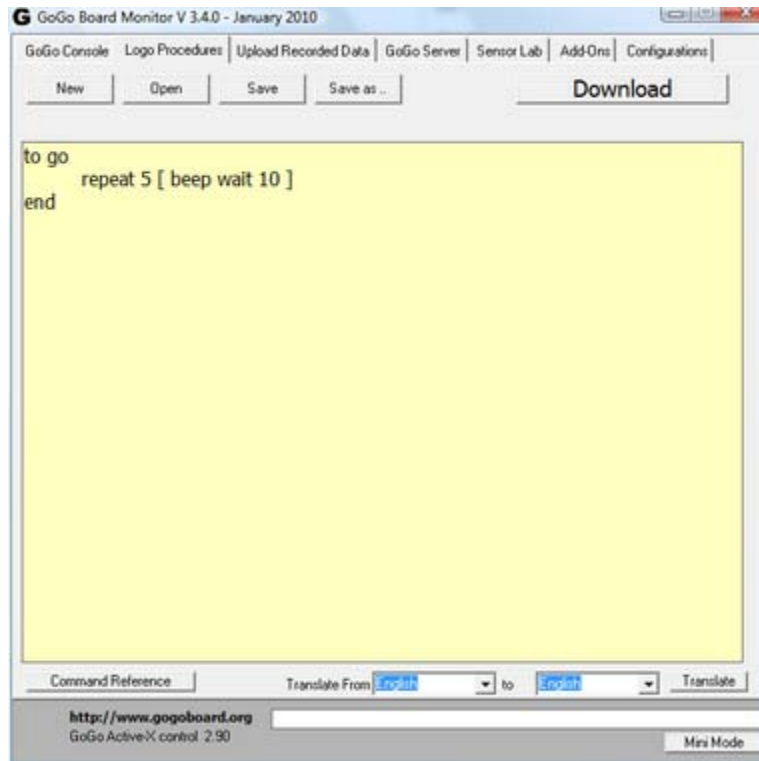 G GoGo Board Monitor V 3.4.0 - January 2010
GoGo Console Logo Procedures Upload Recorded Data GoGo Server Sensor Lab Add-Ons Configurations
New Open Save Save as .. Download
to go
repeat 5 [ beep wait 10 ]
end
Command Reference Translate From English to English Translate
http://www.gogoboard.org
GoGo Active-X control 2.90
Mini Mode